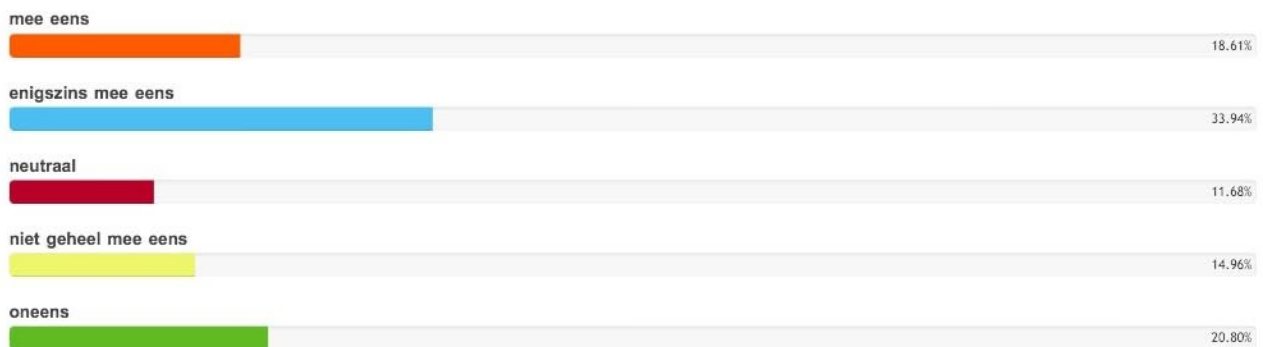 mee eens
18.61%
enigszins mee eens
33.94%
neutraal
11.68%
niet geheel mee eens
14.96%
oneens
20.80%